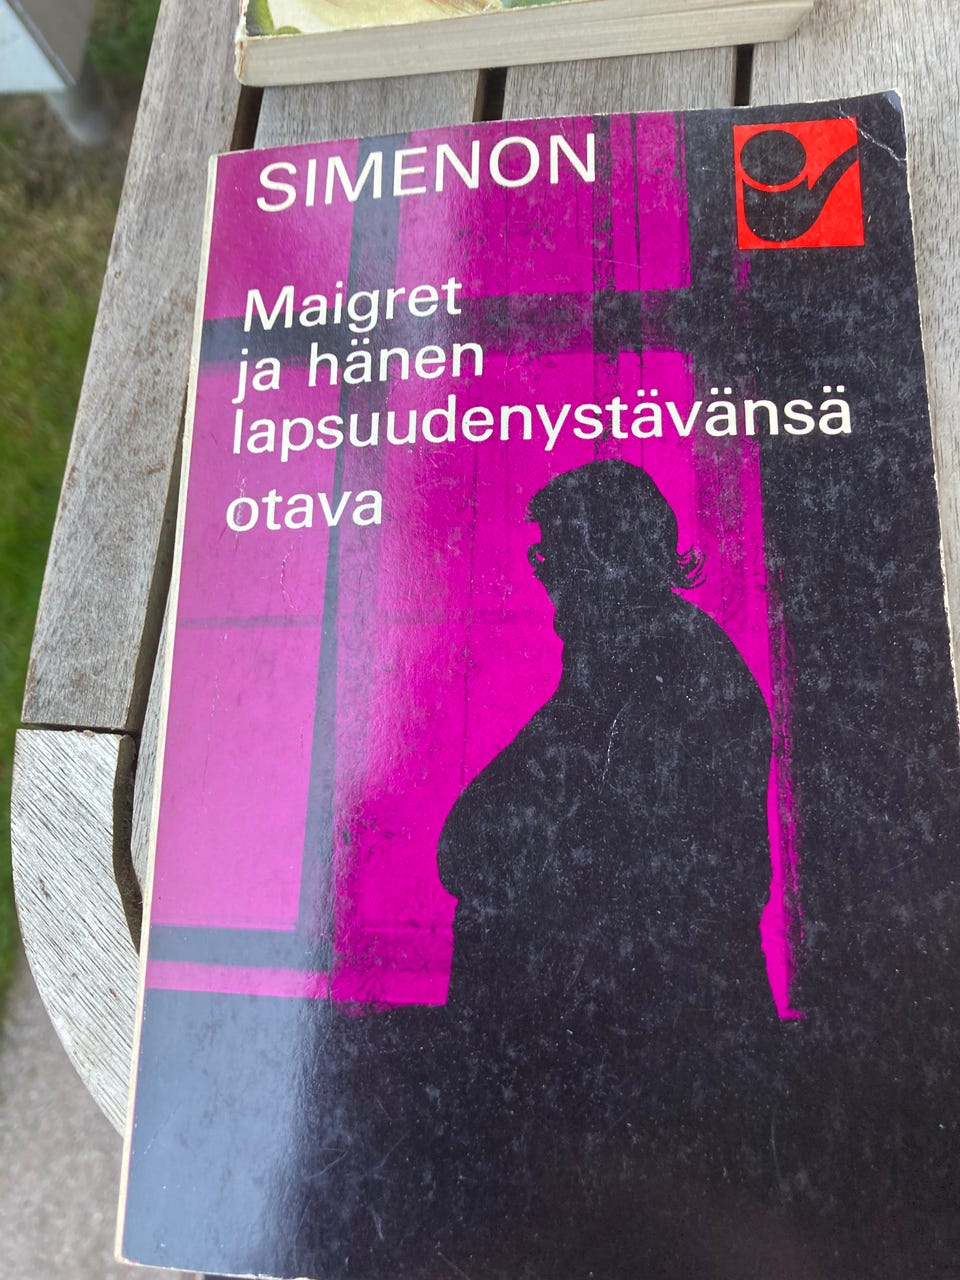 SIMENON
Maigret
ja hänen
lapsuudenystävänsä
otava